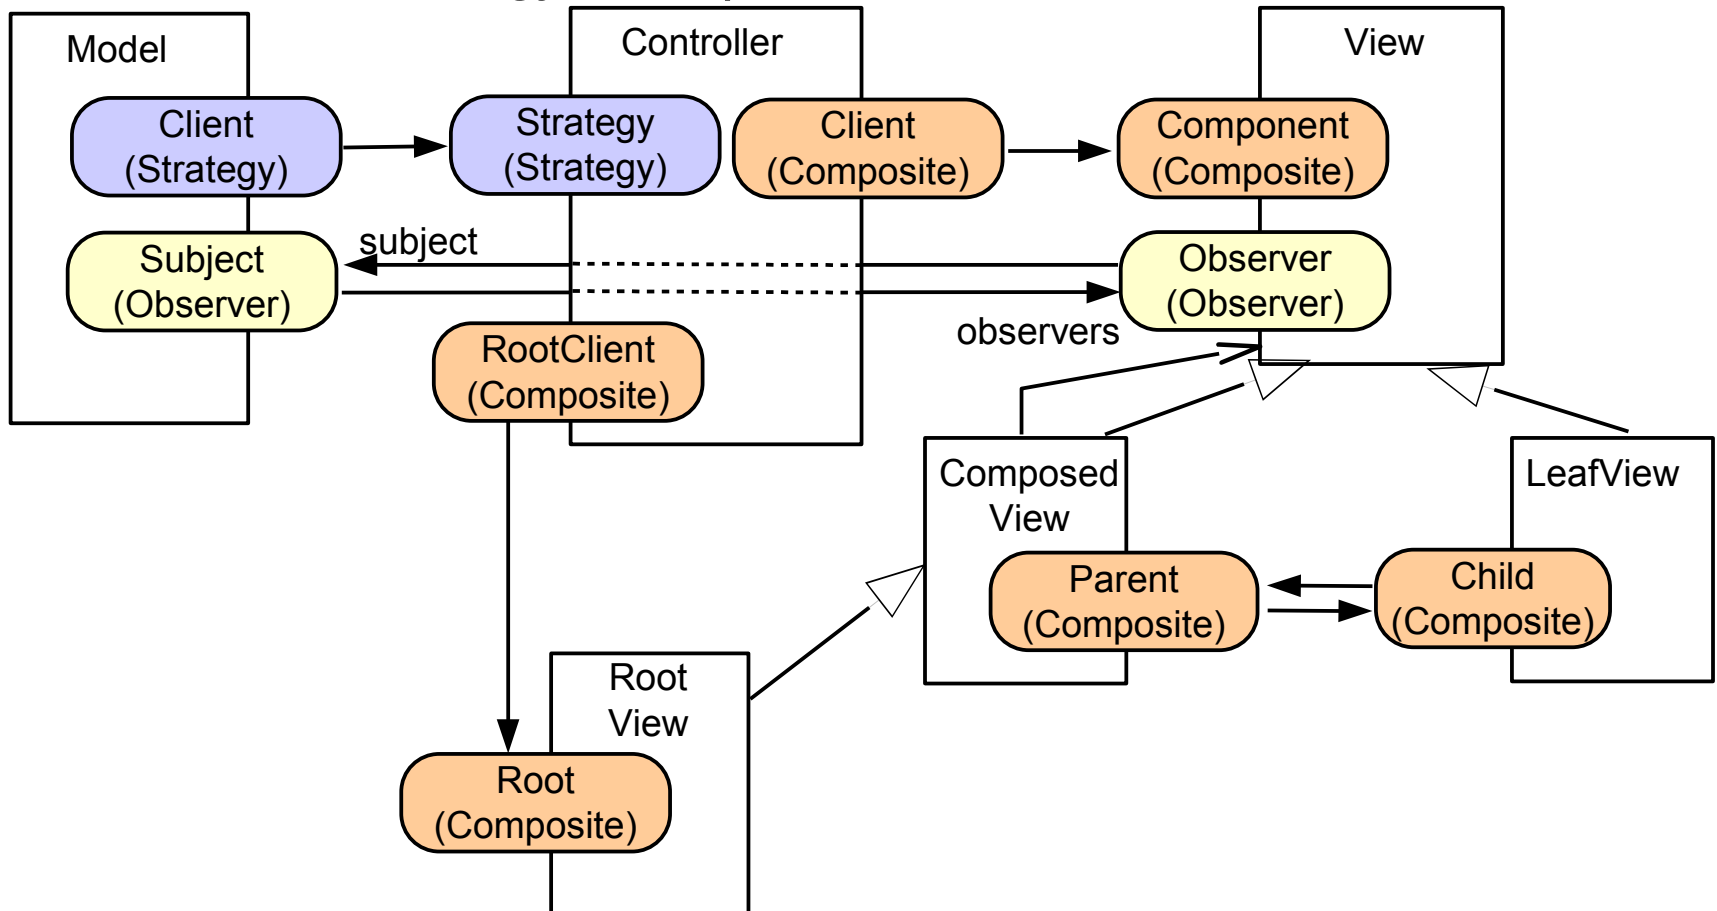 Model
Controller
View
Client
(Strategy)
Strategy
(Strategy)
Client
(Composite)
Component
(Composite)
subject
Subject
(Observer)
Observer
(Observer)
observers
RootClient
(Composite)
Composed
View
LeafView
Parent
(Composite)
Child
(Composite)
Root
View
Root
(Composite)